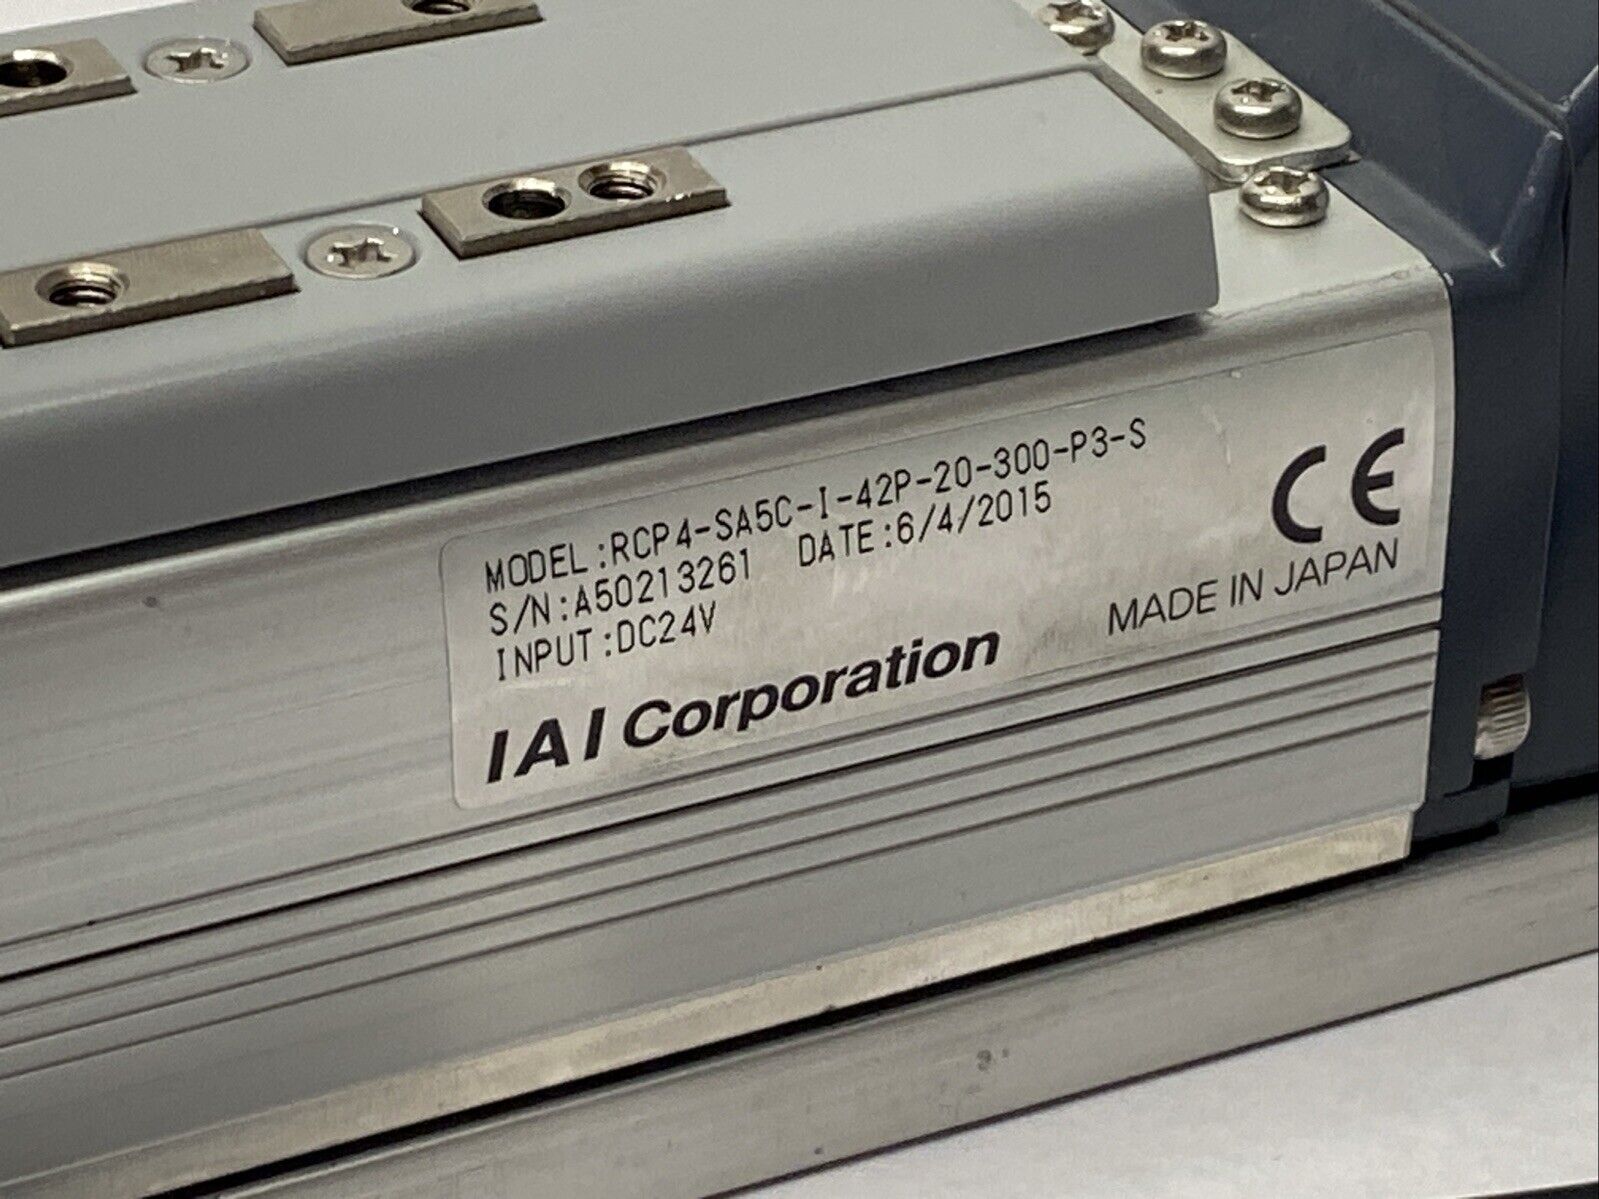 MODEL:RCP4-SA5C-I-42P-20-300-P3-S
S/N:A50213261 DATE:6/4/2015
INPUT:DC24V
CE
MADE IN JAPAN
IAI Corporation